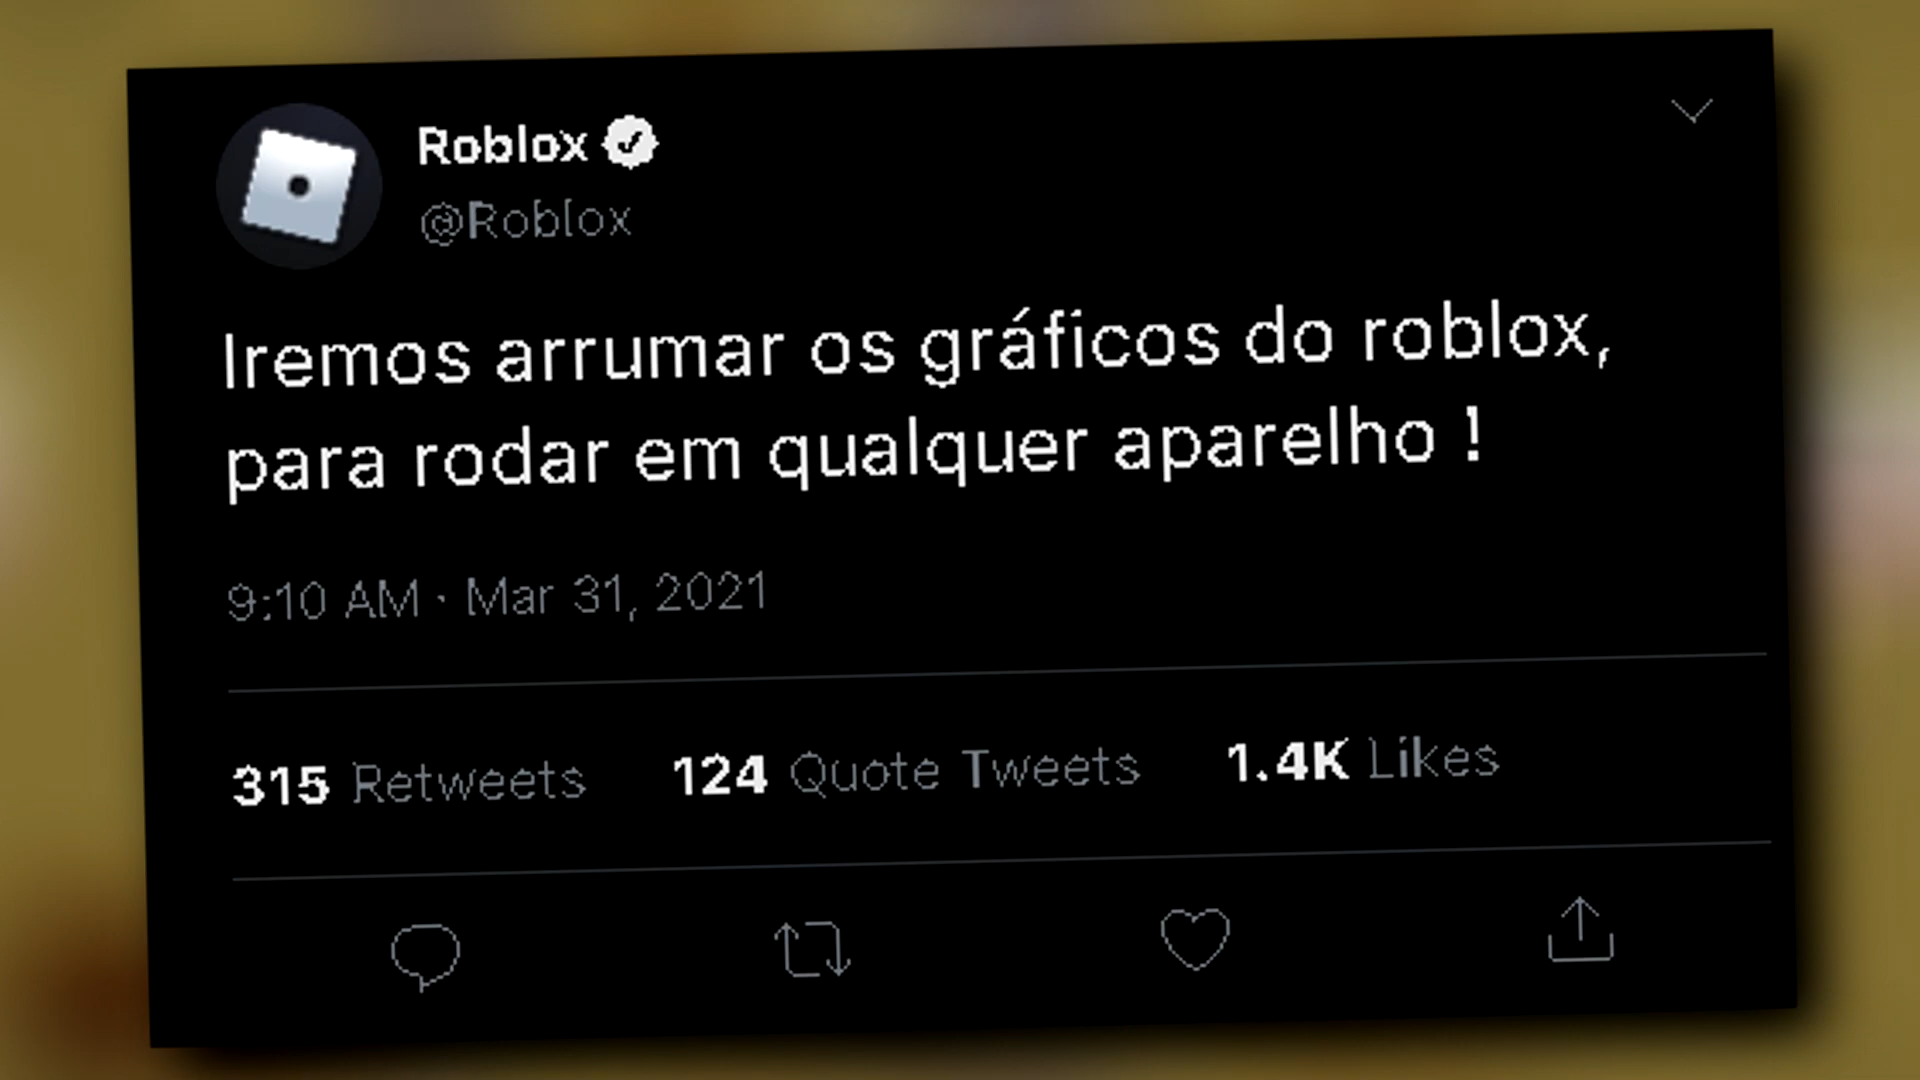 Roblox
@Roblox
Iremos arrumar os gráficos do roblox,
para rodar em qualquer aparelho !
9:10 AM · Mar 31, 2021
315 Retweets 124 Quote Tweets 1.4K Likes